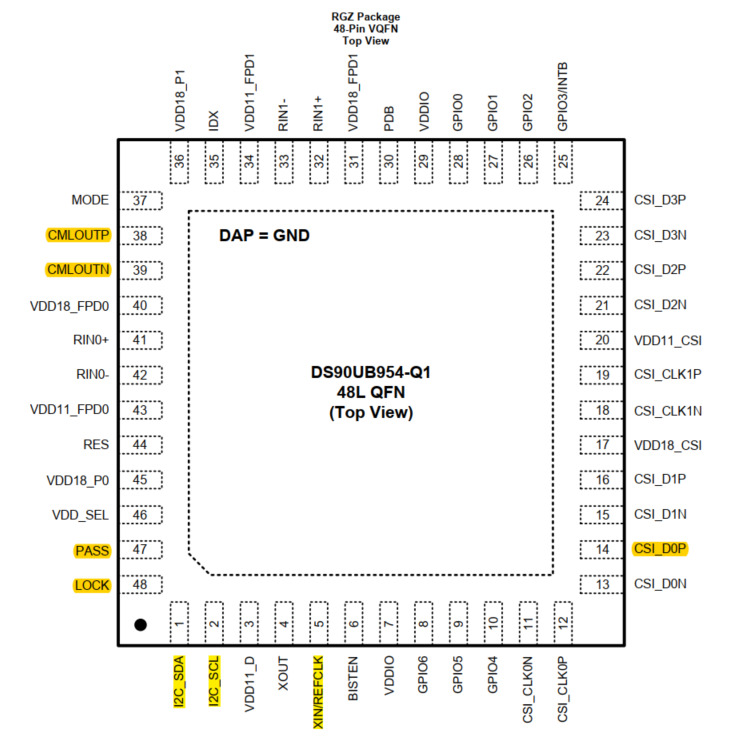 RGZ Package
48-Pin VQFN
Top View
VDD18_P1
IDX
VDD11_FPD1
RIN1-
RIN1+
VDD18_FPD1
PDB
VDDIO
GPIO0
GPIO1
GPIO2
GPIO3/INTB
36
35
34
33
32
31
30
29
28
27
26
25
MODE 37
CMLOUTP 38
CMLOUTN 39
VDD18_FPD0 40
RIN0+ 41
RIN0- 42
VDD11_FPD0 43
RES 44
VDD18_P0 45
VDD_SEL 46
PASS 47
LOCK 48
DAP = GND
DS90UB954-Q1
48L QFN
(Top View)
24 CSI_D3P
23 CSI_D3N
22 CSI_D2P
21 CSI_D2N
20 VDD11_CSI
19 CSI_CLK1P
18 CSI_CLK1N
17 VDD18_CSI
16 CSI_D1P
15 CSI_D1N
14 CSI_D0P
13 CSI_D0N
1
2
3
4
5
6
7
8
9
10
11
12
I2C_SDA
I2C_SCL
VDD11_D
XOUT
XIN/REFCLK
BISTEN
VDDIO
GPIO6
GPIO5
GPIO4
CSI_CLK0N
CSI_CLK0P